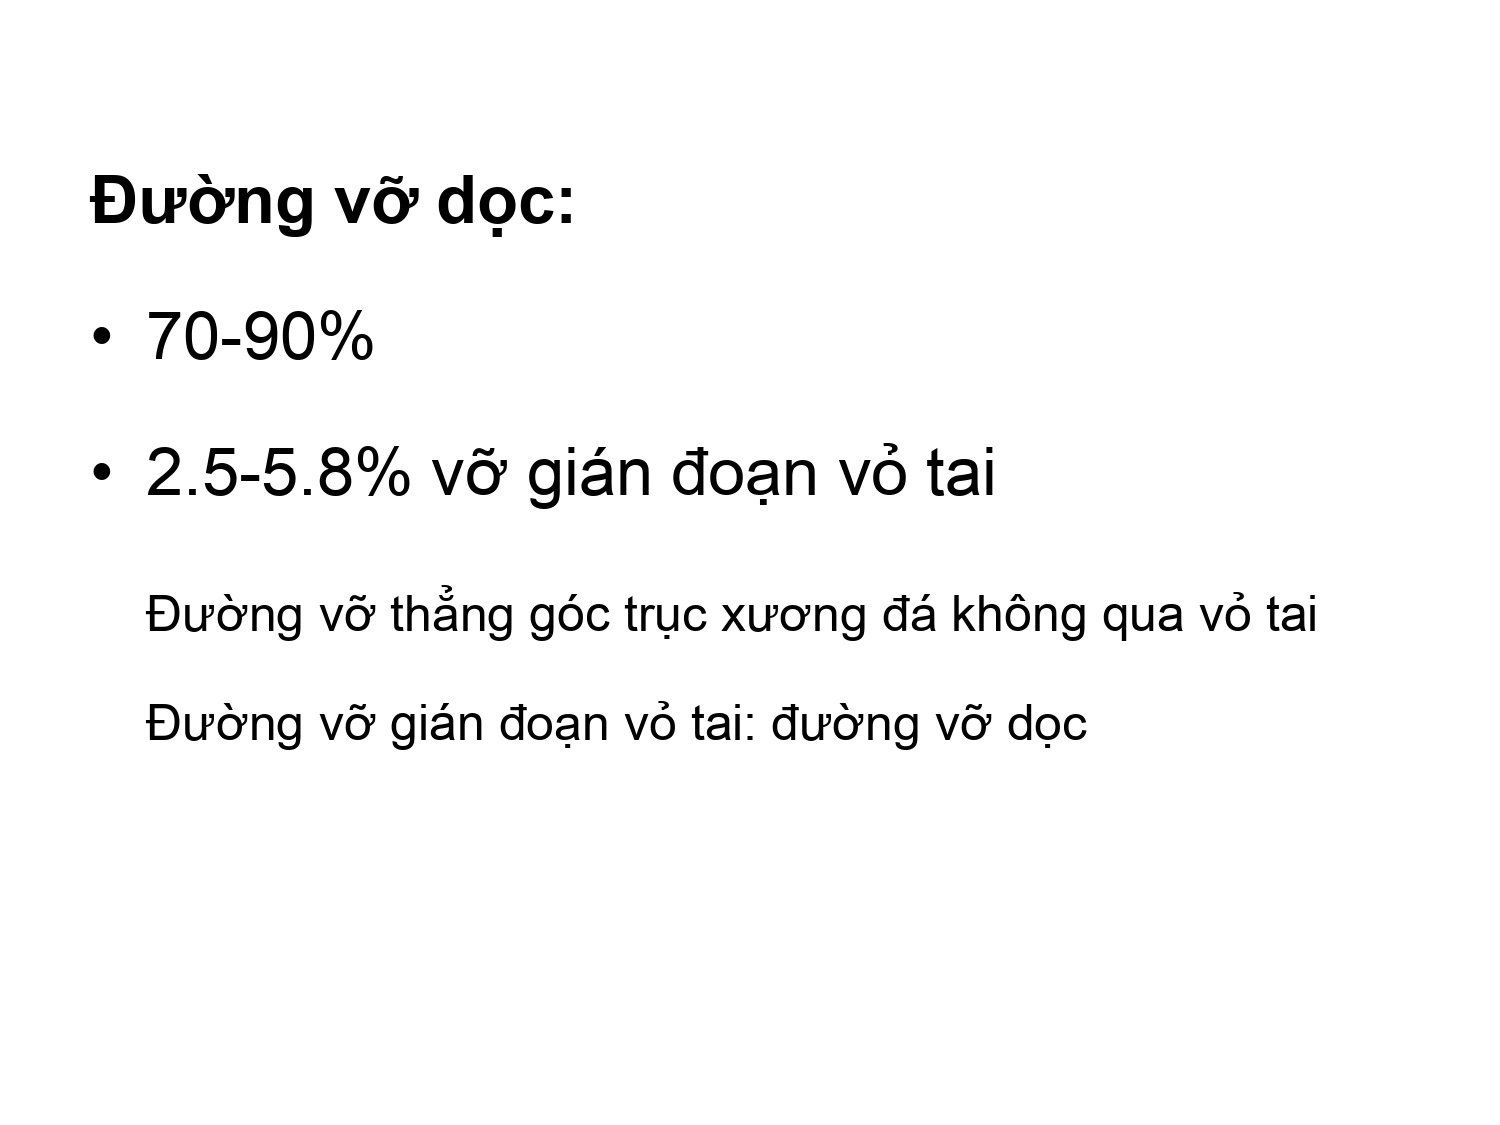 Đường vỡ dọc:
• 70-90%
• 2.5-5.8% vỡ gián đoạn vỏ tai
Đường vỡ thẳng góc trục xương đá không qua vỏ tai
Đường vỡ gián đoạn vỏ tai: đường vỡ dọc